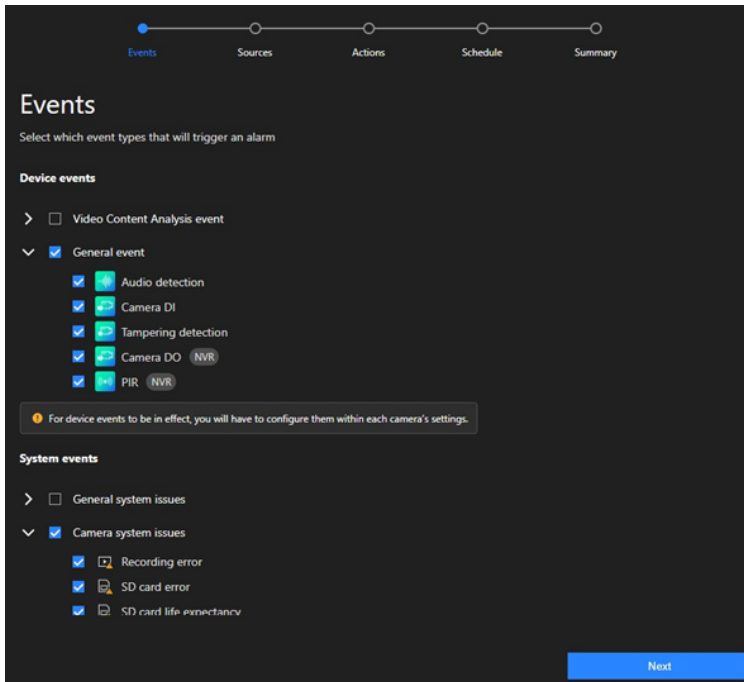 Events Sources Actions Schedule Summary
Events
Select which event types that will trigger an alarm
Device events
Video Content Analysis event
General event
Audio detection
Camera DI
Tampering detection
Camera DO NVR
PIR NVR
For device events to be in effect, you will have to configure them within each camera's settings.
System events
General system issues
Camera system issues
Recording error
SD card error
SD card life expectancy
Next